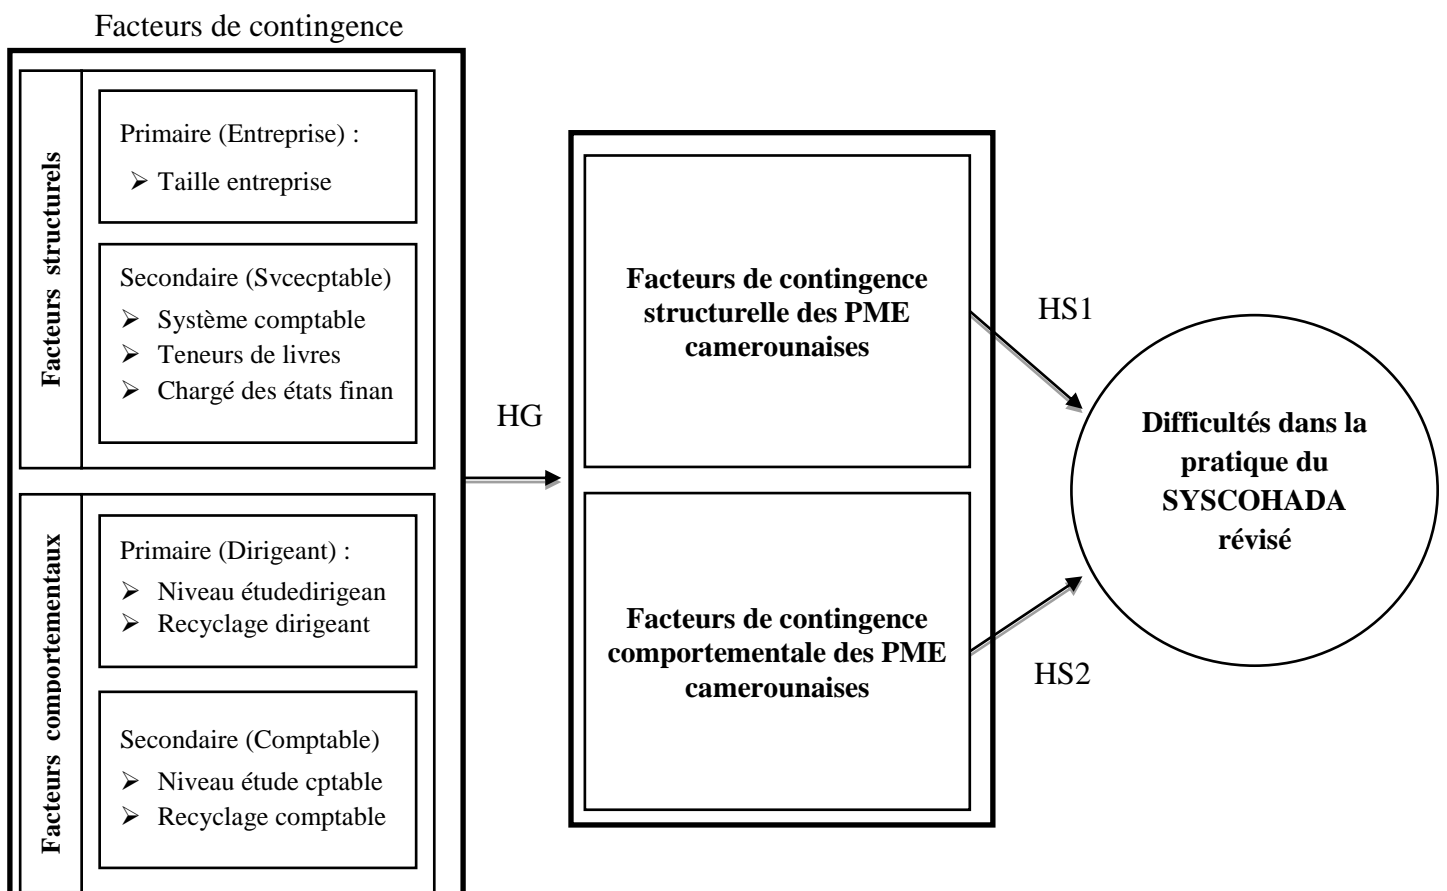 Facteurs de contingence
Facteurs structurels
Primaire (Entreprise) :
➢ Taille entreprise
Secondaire (Svcecptable)
➢ Système comptable
➢ Teneurs de livres
➢ Chargé des états finan
Facteurs comportementaux
Primaire (Dirigeant) :
➢ Niveau étudedirigean
➢ Recyclage dirigeant
Secondaire (Comptable)
➢ Niveau étude cptable
➢ Recyclage comptable
HG
Facteurs de contingence
structurelle des PME
camerounaises
Facteurs de contingence
comportementale des PME
camerounaises
HS1
HS2
Difficultés dans la
pratique du
SYSCOHADA
révisé